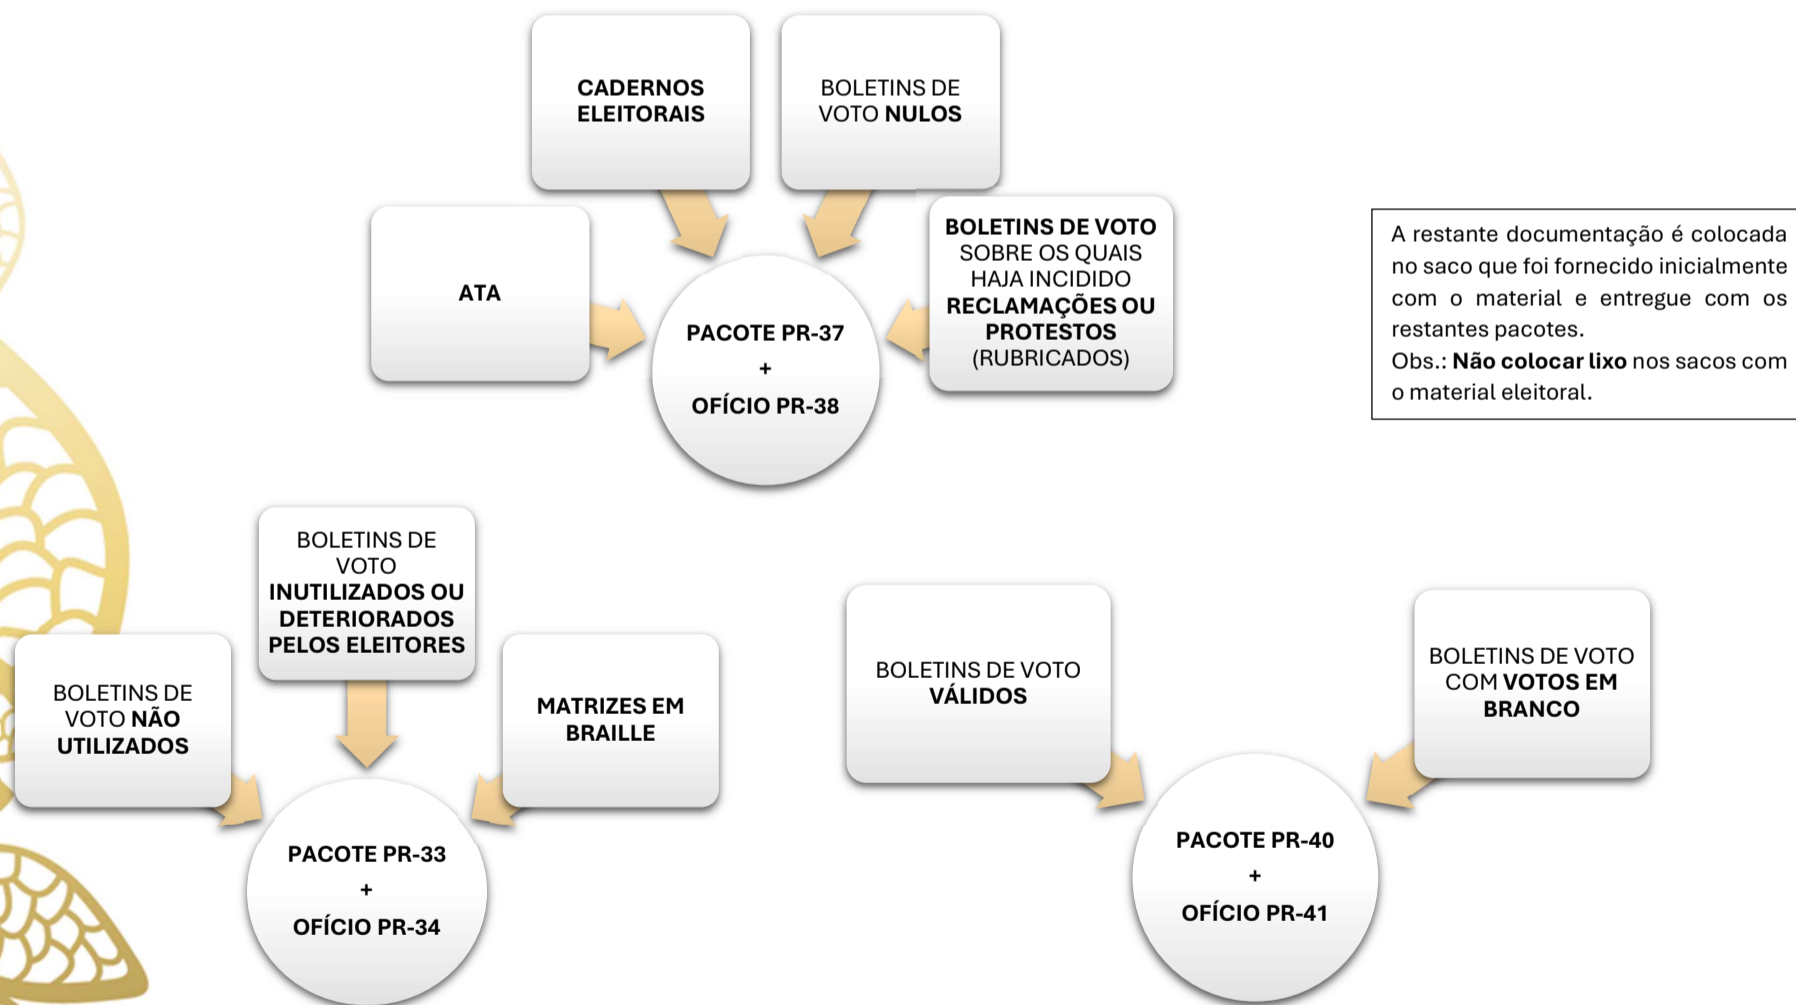 CADERNOS
ELEITORAIS
BOLETINS DE
VOTO NULOS
ATA
BOLETINS DE VOTO
SOBRE OS QUAIS
HAJA INCIDIDO
RECLAMAÇÕES OU
PROTESTOS
(RUBRICADOS)
PACOTE PR-37
+
OFÍCIO PR-38
A restante documentação é colocada
no saco que foi fornecido inicialmente
com o material e entregue com os
restantes pacotes.
Obs.: Não colocar lixo nos sacos com
o material eleitoral.
BOLETINS DE
VOTO
INUTILIZADOS OU
DETERIORADOS
PELOS ELEITORES
BOLETINS DE
VOTO NÃO
UTILIZADOS
MATRIZES EM
BRAILLE
PACOTE PR-33
+
OFÍCIO PR-34
BOLETINS DE VOTO
VÁLIDOS
BOLETINS DE VOTO
COM VOTOS EM
BRANCO
PACOTE PR-40
+
OFÍCIO PR-41